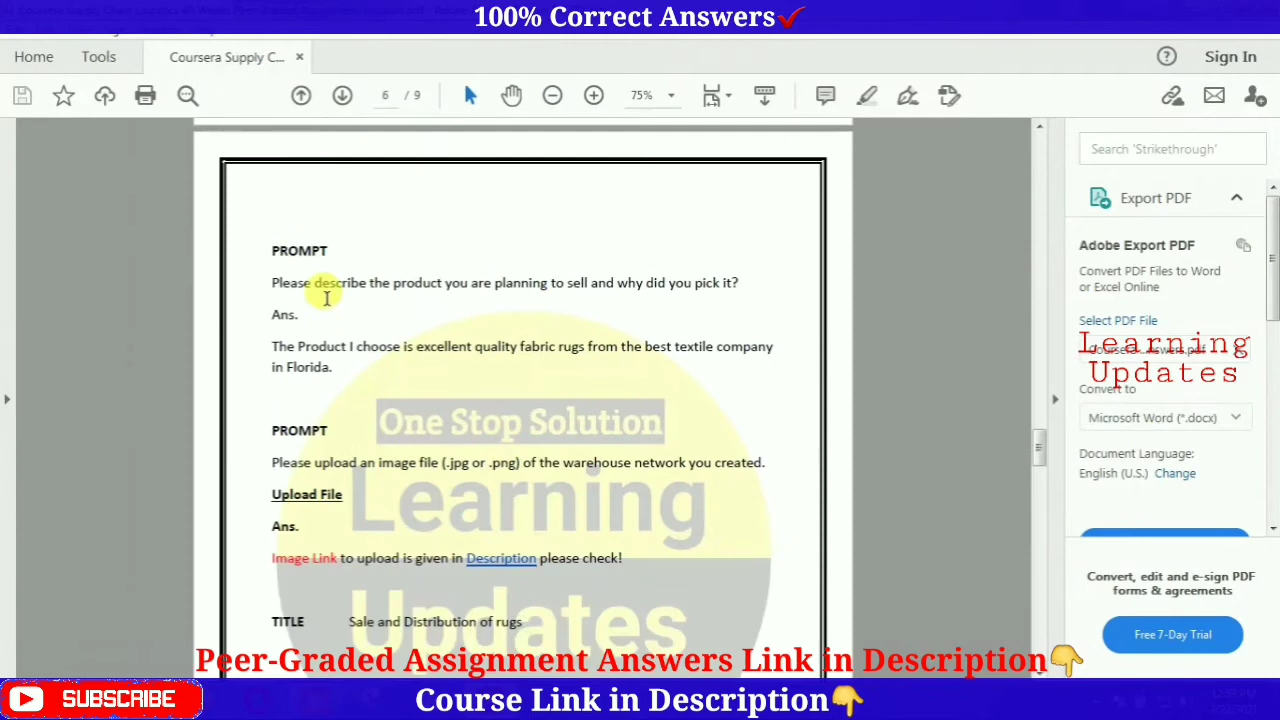 100% Correct Answers
Home
Tools
Coursera Supply C...
Sign In
6 / 9
75%
Search 'Strikethrough'
Export PDF
Adobe Export PDF
Convert PDF Files to Word
or Excel Online
Select PDF File
Learning
Updates
Convert to
Microsoft Word (*.docx)
Document Language:
English (U.S.) Change
Convert, edit and e-sign PDF
forms & agreements
Free 7-Day Trial
PROMPT
Please describe the product you are planning to sell and why did you pick it?
Ans.
The Product I choose is excellent quality fabric rugs from the best textile company
in Florida.
One Stop Solution
PROMPT
Please upload an image file (.jpg or .png) of the warehouse network you created.
Learning
Upload File
Ans.
Image Link to upload is given in Description please check!
Updates
TITLE Sale and Distribution of rugs
Peer-Graded Assignment Answers Link in Description
SUBSCRIBE
Course Link in Description